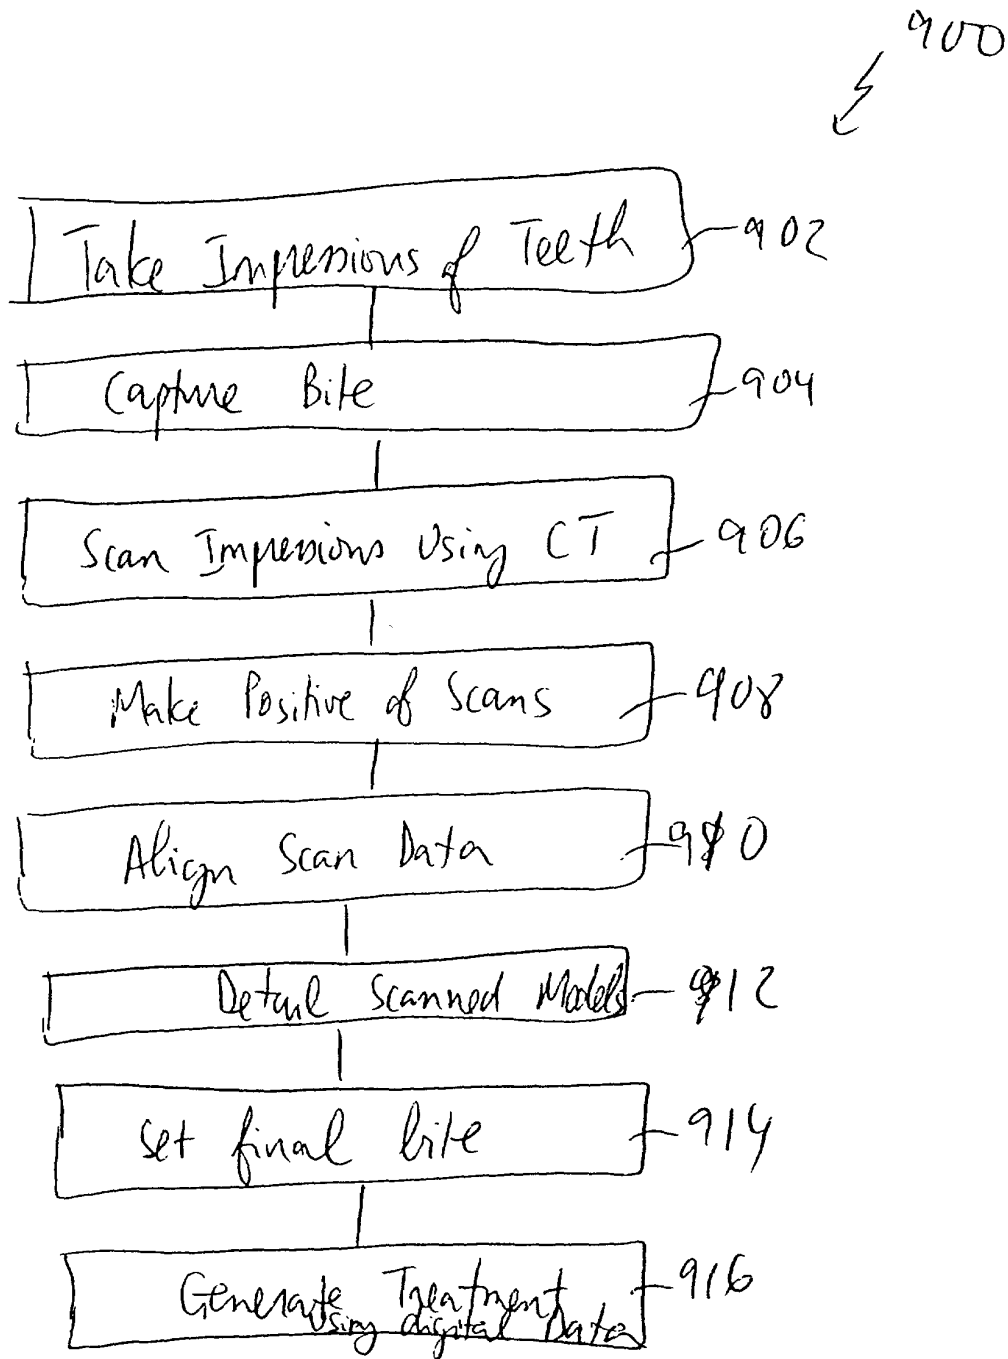 900
Take Impressions of Teeth 902
Capture Bite 904
Scan Impressions Using CT 906
Make Positive of Scans 908
Align Scan Data 910
Detail Scanned Models 912
Set final bite 914
Generate Treatment 916
Using digital Data